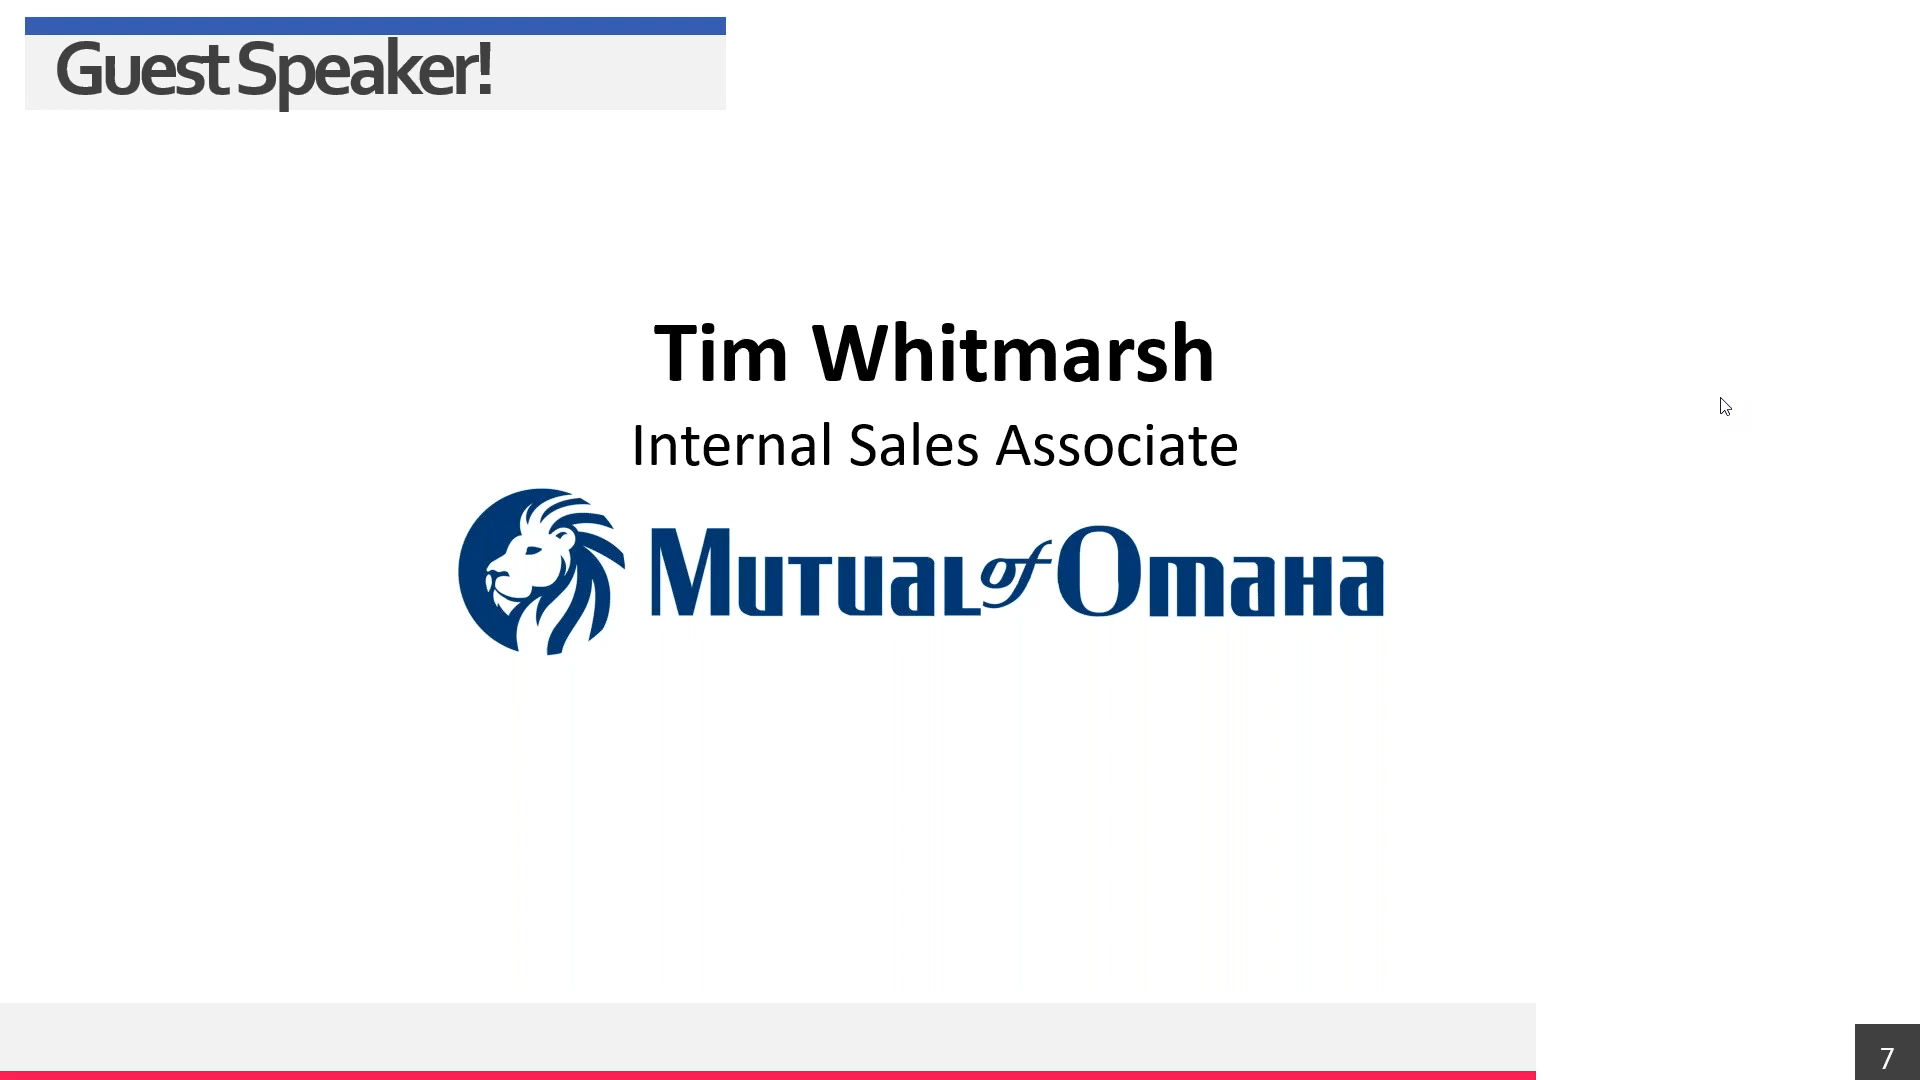 Guest Speaker!
Tim Whitmarsh
Internal Sales Associate
Mutual of Omaha
7